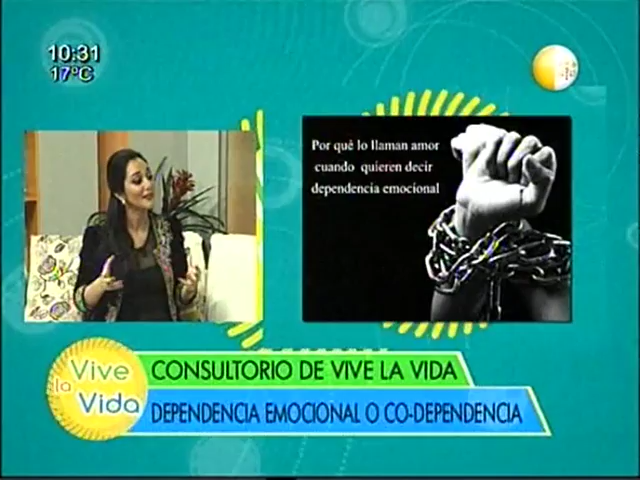 10:31
17°C
Por qué lo llaman amor
cuando quieren decir
dependencia emocional
Vive
la
Vida
CONSULTORIO DE VIVE LA VIDA
DEPENDENCIA EMOCIONAL O CO-DEPENDENCIA